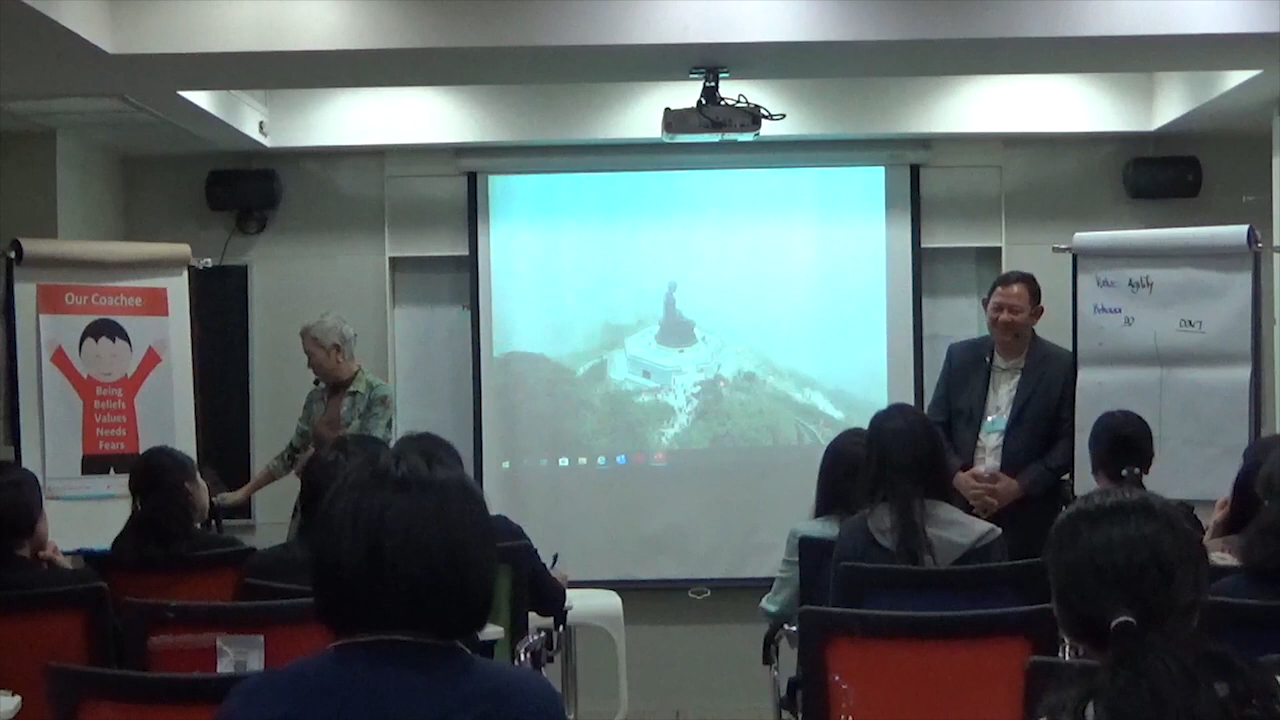 Our Coachee
Being
Beliefs
Values
Needs
Fears
Value: Agility
Behaviour
DO DON'T